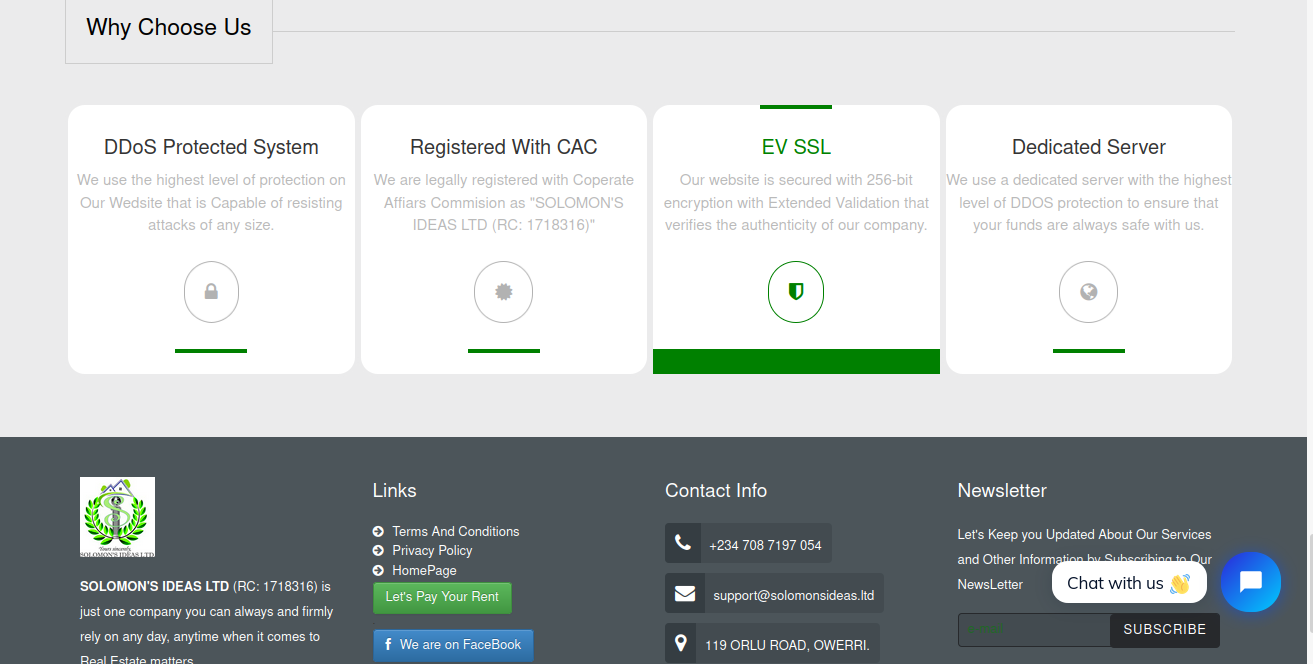 Why Choose Us
DDoS Protected System
We use the highest level of protection on
Our Wedsite that is Capable of resisting
attacks of any size.
Registered With CAC
We are legally registered with Coperate
Affiars Commision as "SOLOMON'S
IDEAS LTD (RC: 1718316)"
EV SSL
Our website is secured with 256-bit
encryption with Extended Validation that
verifies the authenticity of our company.
Dedicated Server
We use a dedicated server with the highest
level of DDOS protection to ensure that
your funds are always safe with us.
Yours sincerely,
SOLOMON'S IDEAS LTD
SOLOMON'S IDEAS LTD (RC: 1718316) is
just one company you can always and firmly
rely on any day, anytime when it comes to
Real Estate matters
Links
Terms And Conditions
Privacy Policy
HomePage
Let's Pay Your Rent
f We are on FaceBook
Contact Info
+234 708 7197 054
support@solomonsideas.ltd
119 ORLU ROAD, OWERRI.
Newsletter
Let's Keep you Updated About Our Services
and Other Information by Subscribing to Our
NewsLetter
Chat with us 👋
SUBSCRIBE